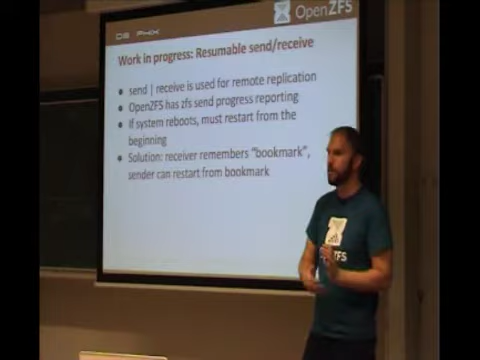 OpenZFS
Work in progress: Resumable send/receive
• send | receive is used for remote replication
• OpenZFS has zfs send progress reporting
• If system reboots, must restart from the
beginning
• Solution: receiver remembers "bookmark",
sender can restart from bookmark
ZFS